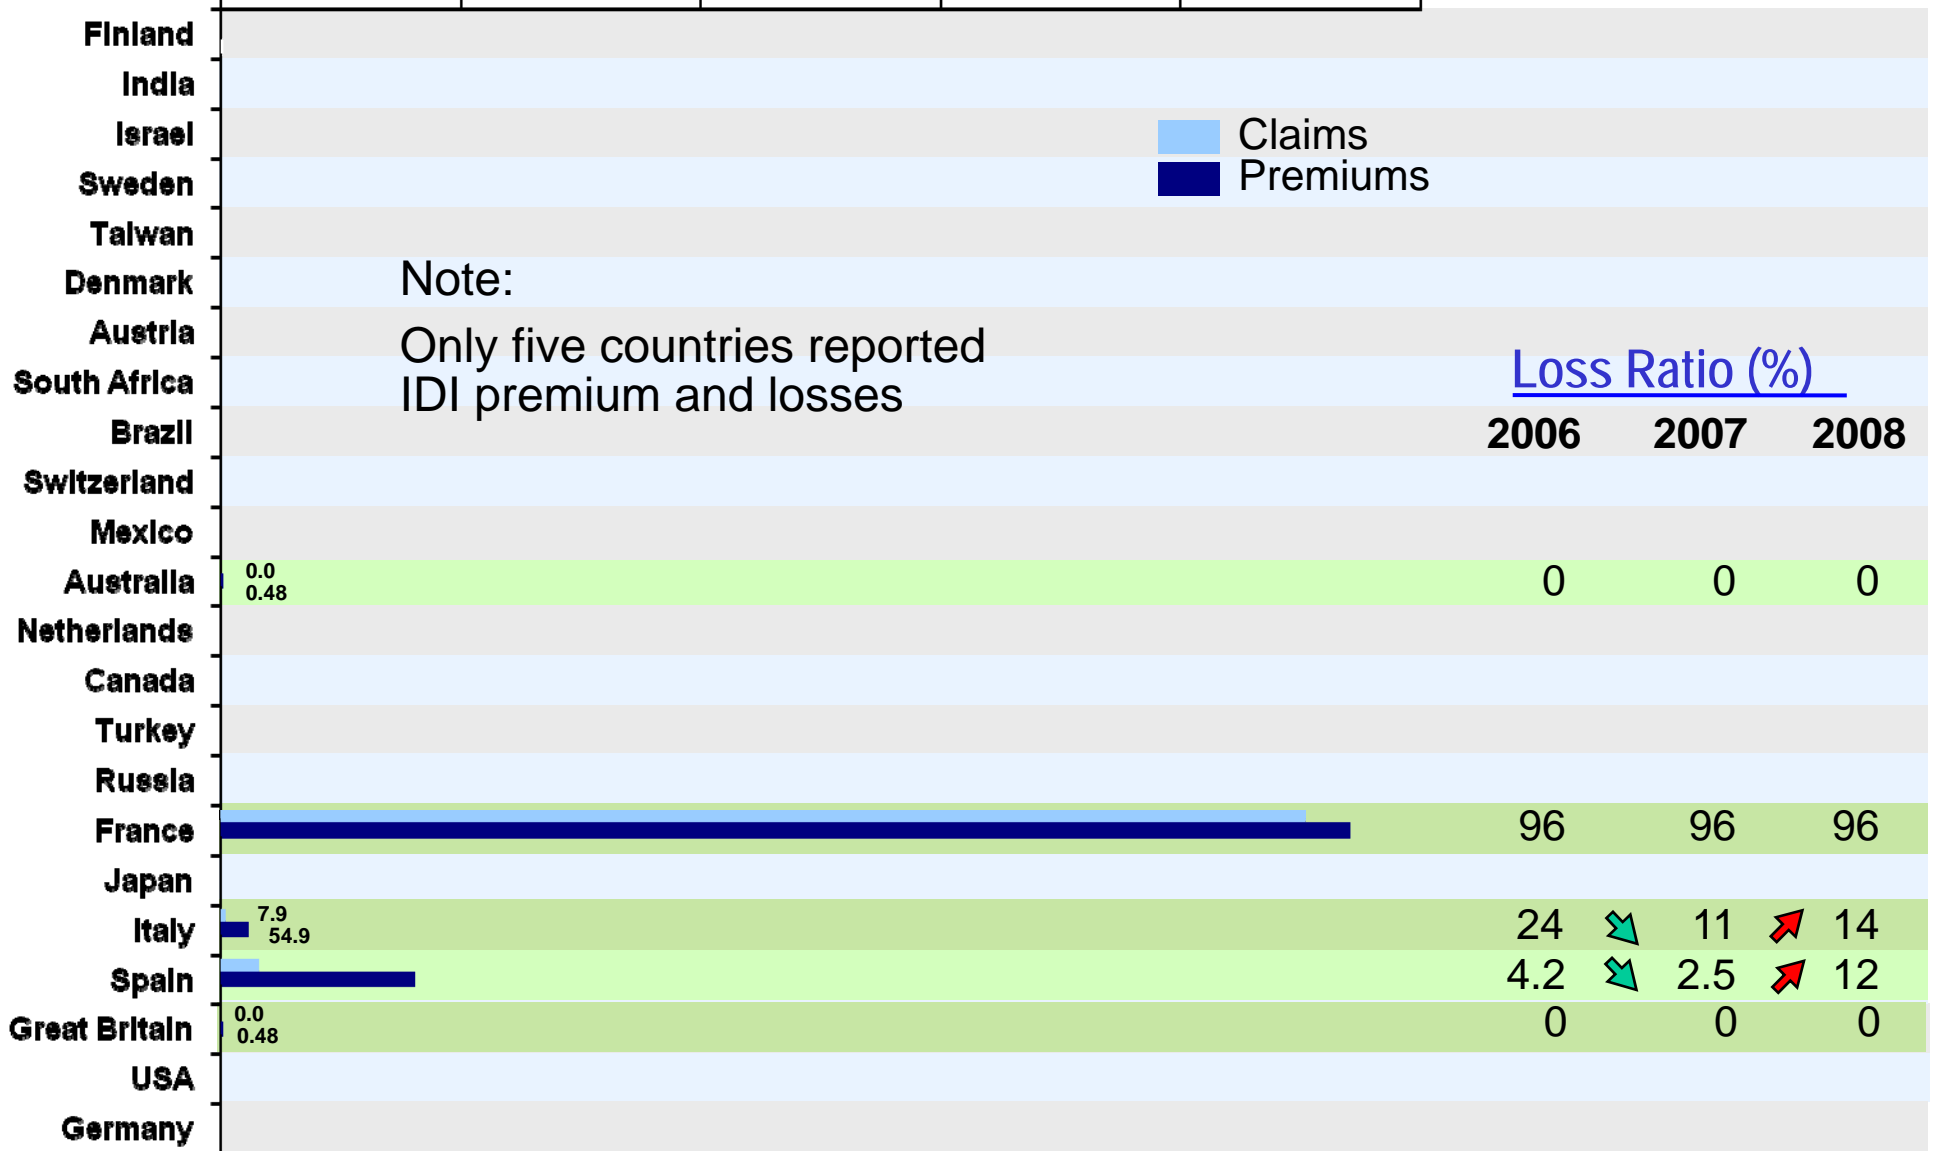 Finland
India
Israel
Claims
Premiums
Sweden
Taiwan
Denmark
Note:
Austria
Only five countries reported
IDI premium and losses
South Africa
Loss Ratio (%)
Brazil
2006 2007 2008
Switzerland
Mexico
Australia 0.0 0 0 0
0.48
Netherlands
Canada
Turkey
Russia
France 96 96 96
Japan
Italy 7.9 24 11 14
54.9
Spain 4.2 2.5 12
Great Britain 0.0 0 0 0
0.48
USA
Germany